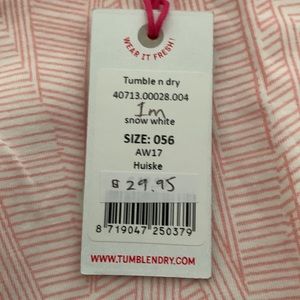 WEAR IT FRESH!
Tumble n dry
40713.00028.004
1m
snow white
SIZE: 056
AW17
Huiske
29.95
8 719047 250379
WWW.TUMBLENDRY.COM